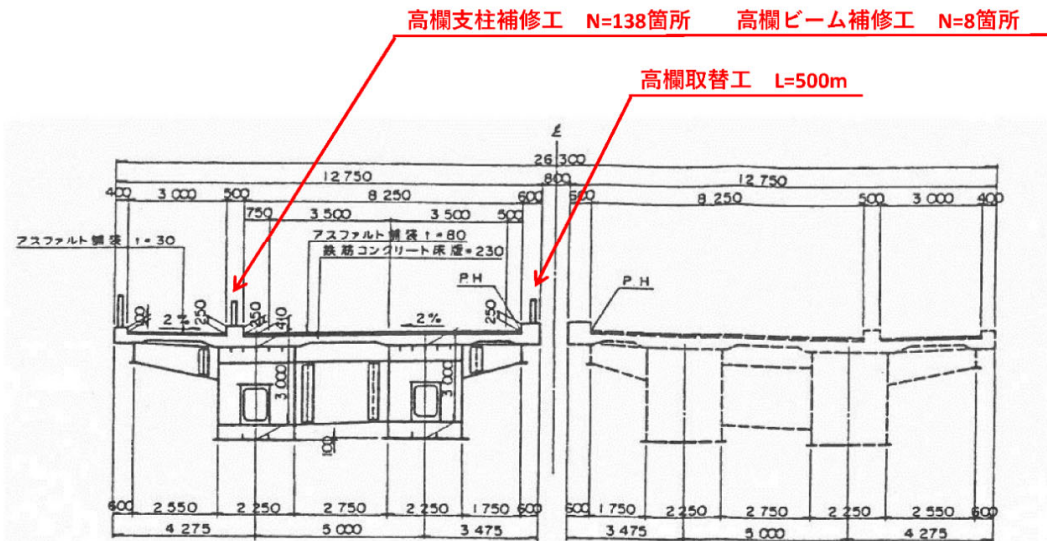 高欄支柱補修工 N=138箇所 高欄ビーム補修工 N=8箇所
高欄取替工 L=500m
26 300
12 750 800 12 750
400 3 000 500 8 250 600 600 8 250 500 3 000 400
750 3 500 3 500 500
アスファルト舗装 t=30
アスファルト舗装 t=80
鉄筋コンクリート床版=230
P.H P.H
250 250 410 250
2% 2%
3 000 3 000
100
600 2 550 2 250 2 750 2 250 1 750 600 600 1 750 2 250 2 750 2 250 2 550 600
4 275 5 000 3 475 3 475 5 000 4 275